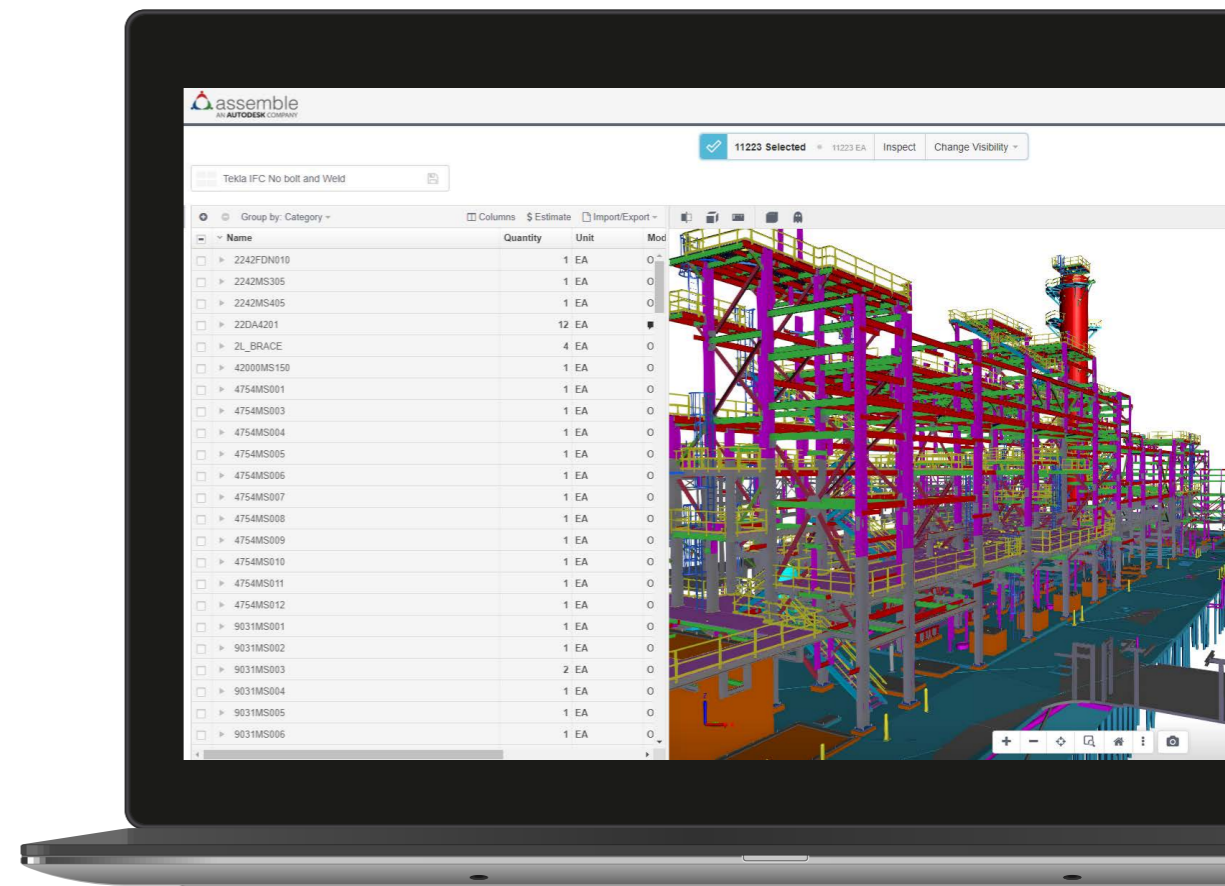 assemble
AN AUTODESK COMPANY
11223 Selected 11223 EA Inspect Change Visibility
Tekla IFC No bolt and Weld
Group by: Category Columns $ Estimate Import/Export
Name Quantity Unit Mod
2242FDN010 1 EA O
2242MS305 1 EA O
2242MS405 1 EA O
22DA4201 12 EA
2L_BRACE 4 EA O
42000MS150 1 EA O
4754MS001 1 EA O
4754MS003 1 EA O
4754MS004 1 EA O
4754MS005 1 EA O
4754MS006 1 EA O
4754MS007 1 EA O
4754MS008 1 EA O
4754MS009 1 EA O
4754MS010 1 EA O
4754MS011 1 EA O
4754MS012 1 EA O
9031MS001 1 EA O
9031MS002 1 EA O
9031MS003 2 EA O
9031MS004 1 EA O
9031MS005 1 EA O
9031MS006 1 EA O